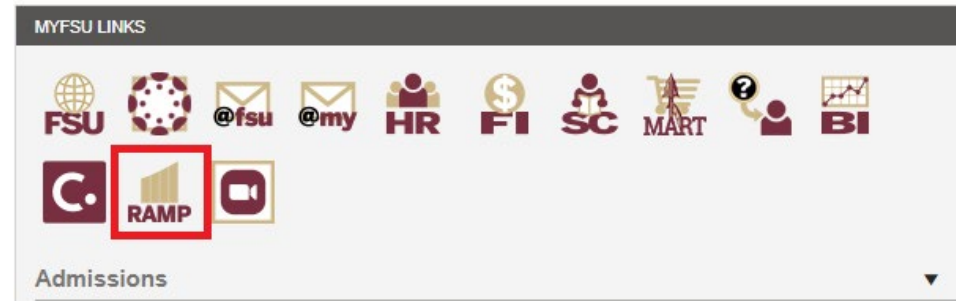 MYFSU LINKS
FSU @fsu @my HR FI SC MART ? BI
C. RAMP
Admissions